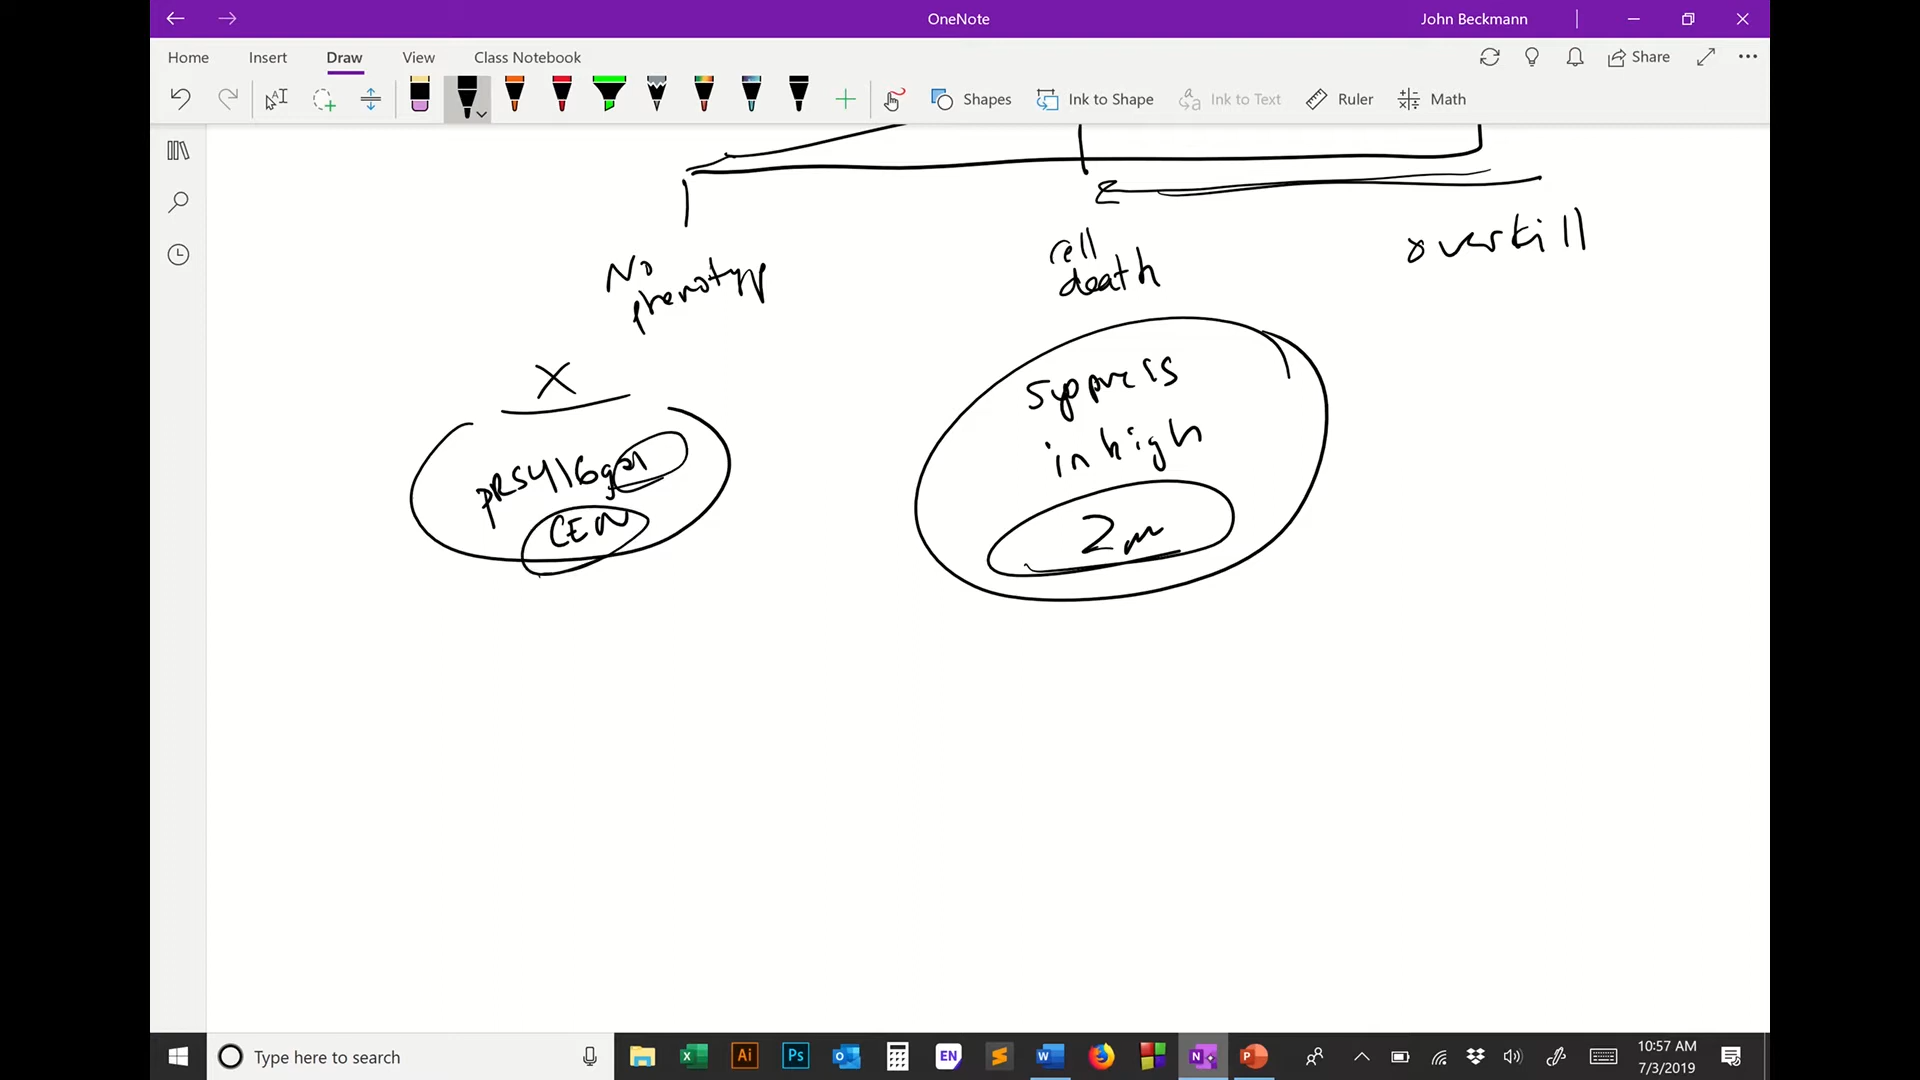 OneNote
John Beckmann
Home Insert Draw View Class Notebook
Share
Shapes
Ink to Shape
Ink to Text
Ruler
Math
No
phenotyp
cell
death
overkill
X
pRS416gal
CEN
suppress
in high
2m
Type here to search
10:57 AM
7/3/2019